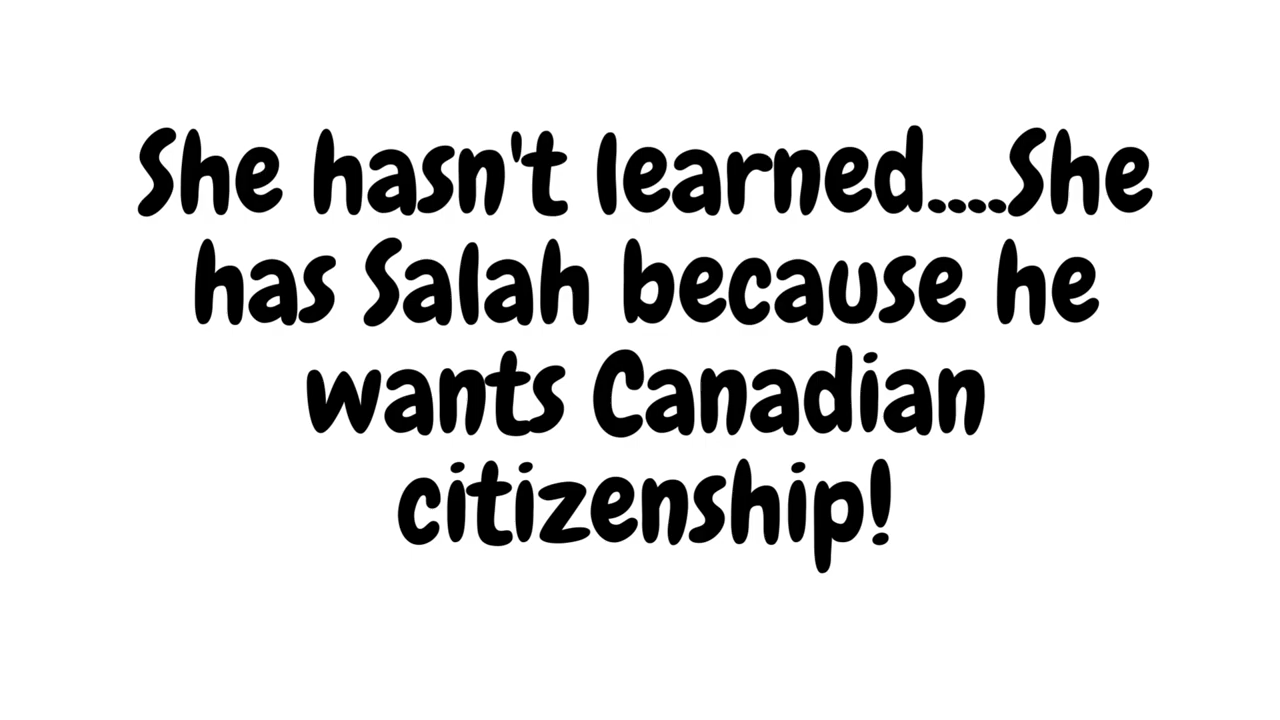 She hasn't learned....She
has Salah because he
wants Canadian
citizenship!